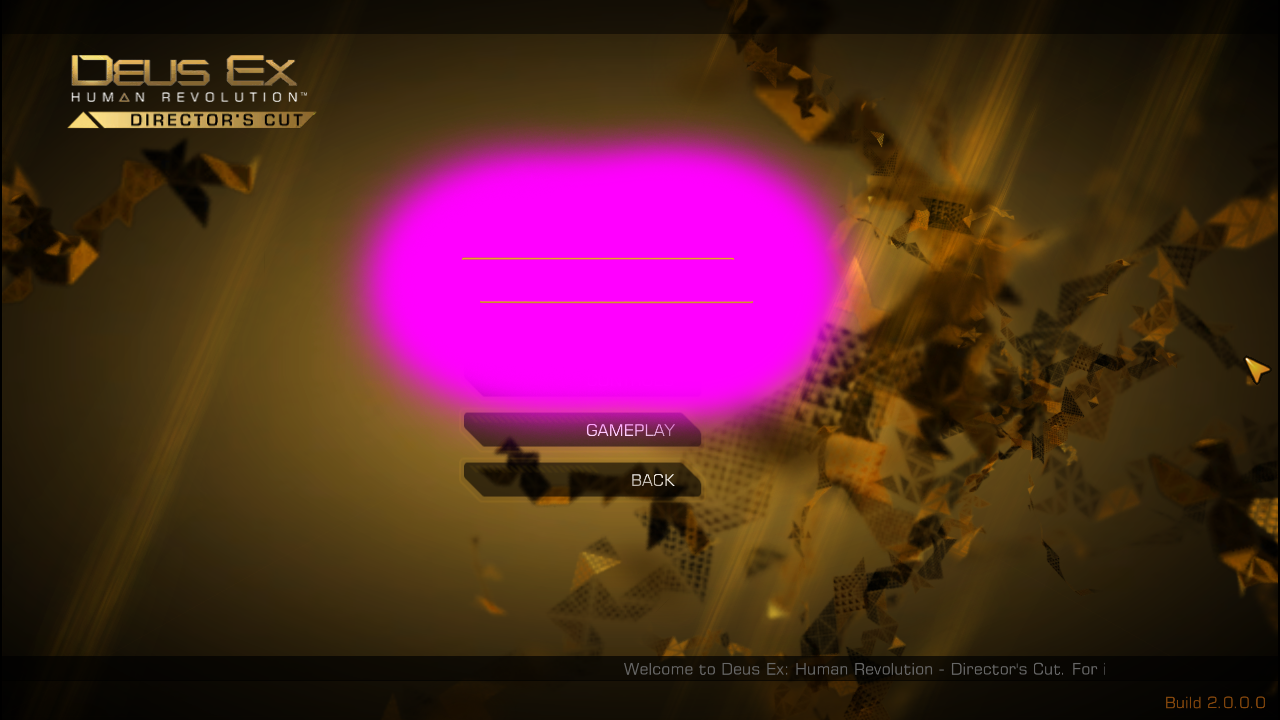 DEUS EX
HUMAN REVOLUTION™
DIRECTOR'S CUT
GAMEPLAY
BACK
Welcome to Deus Ex: Human Revolution - Director's Cut. For
Build 2.0.0.0